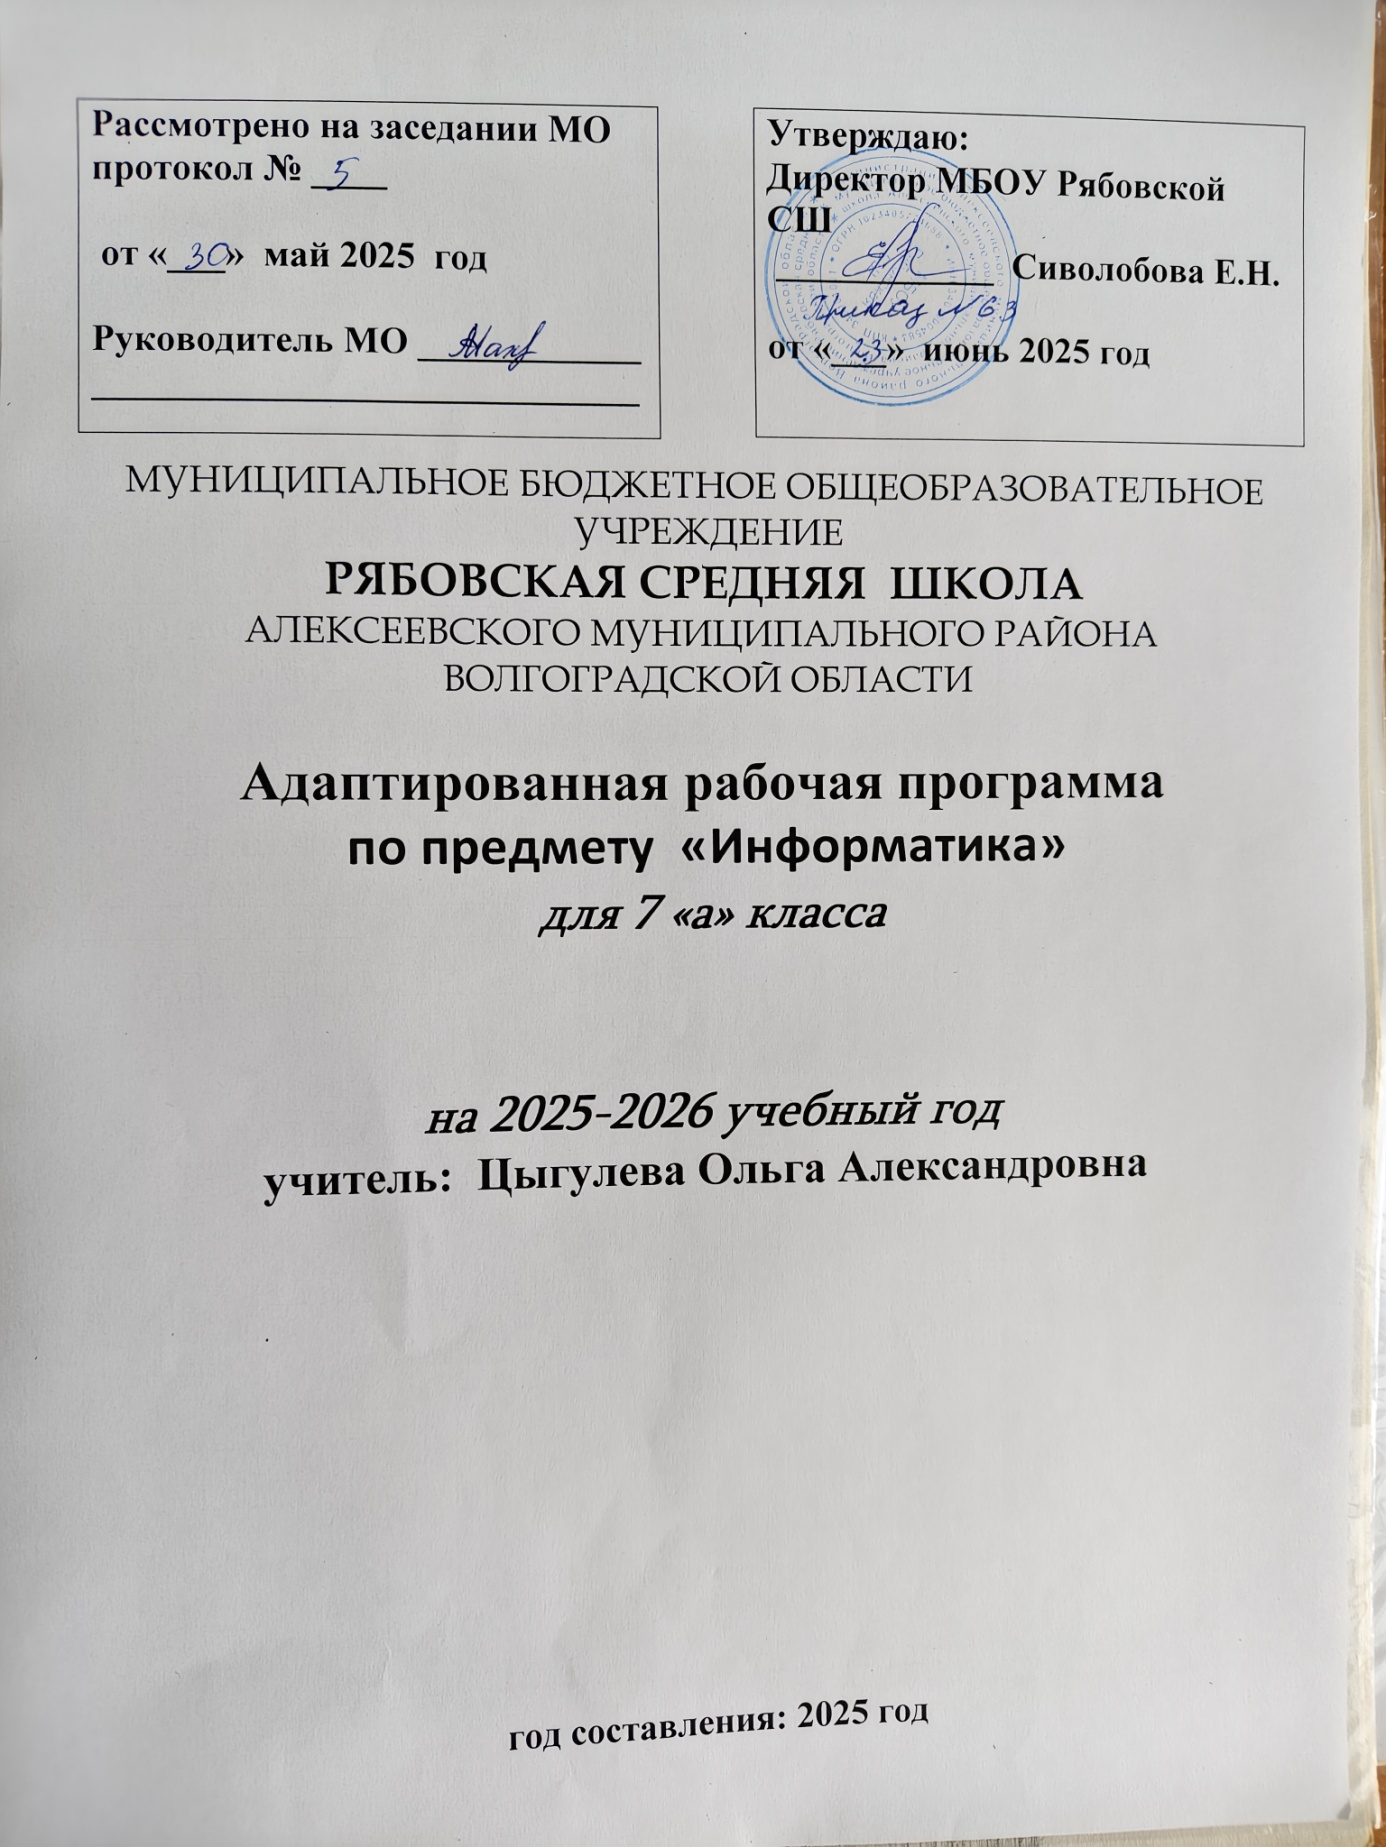 Рассмотрено на заседании МО
протокол № 5
от «30» май 2025 год
Руководитель МО
Утверждаю:
Директор МБОУ Рябовской
СШ
Сиволобова Е.Н.
Приказ №63
от «23» июнь 2025 год
МУНИЦИПАЛЬНОЕ БЮДЖЕТНОЕ ОБЩЕОБРАЗОВАТЕЛЬНОЕ
УЧРЕЖДЕНИЕ
РЯБОВСКАЯ СРЕДНЯЯ ШКОЛА
АЛЕКСЕЕВСКОГО МУНИЦИПАЛЬНОГО РАЙОНА
ВОЛГОГРАДСКОЙ ОБЛАСТИ
Адаптированная рабочая программа
по предмету «Информатика»
для 7 «а» класса
на 2025-2026 учебный год
учитель: Цыгулева Ольга Александровна
год составления: 2025 год